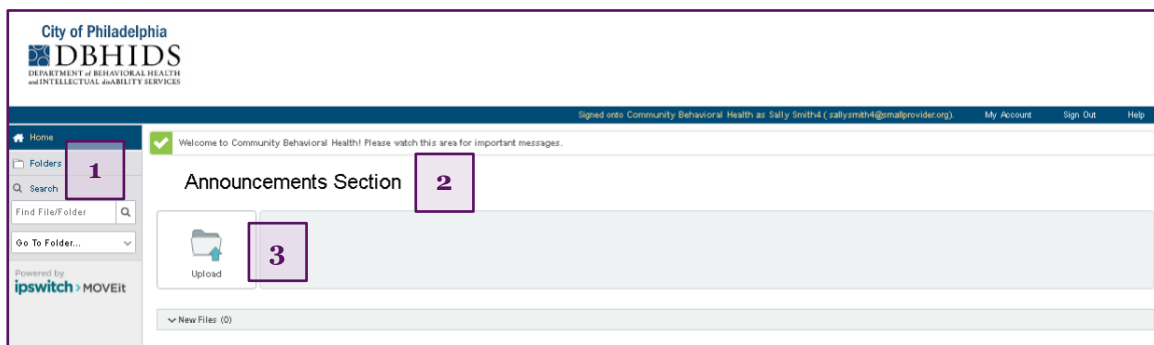 City of Philadelphia
DBHIDS
DEPARTMENT of BEHAVIORAL HEALTH
and INTELLECTUAL disABILITY SERVICES
Signed onto Community Behavioral Health as Sally Smith4 (sallysmith4@smallprovider.org). My Account Sign Out Help
Home
Folders
Search
Find File/Folder
Go To Folder...
Powered by
ipswitch > MOVEit
1
Welcome to Community Behavioral Health! Please watch this area for important messages.
Announcements Section
2
Upload
3
New Files (0)